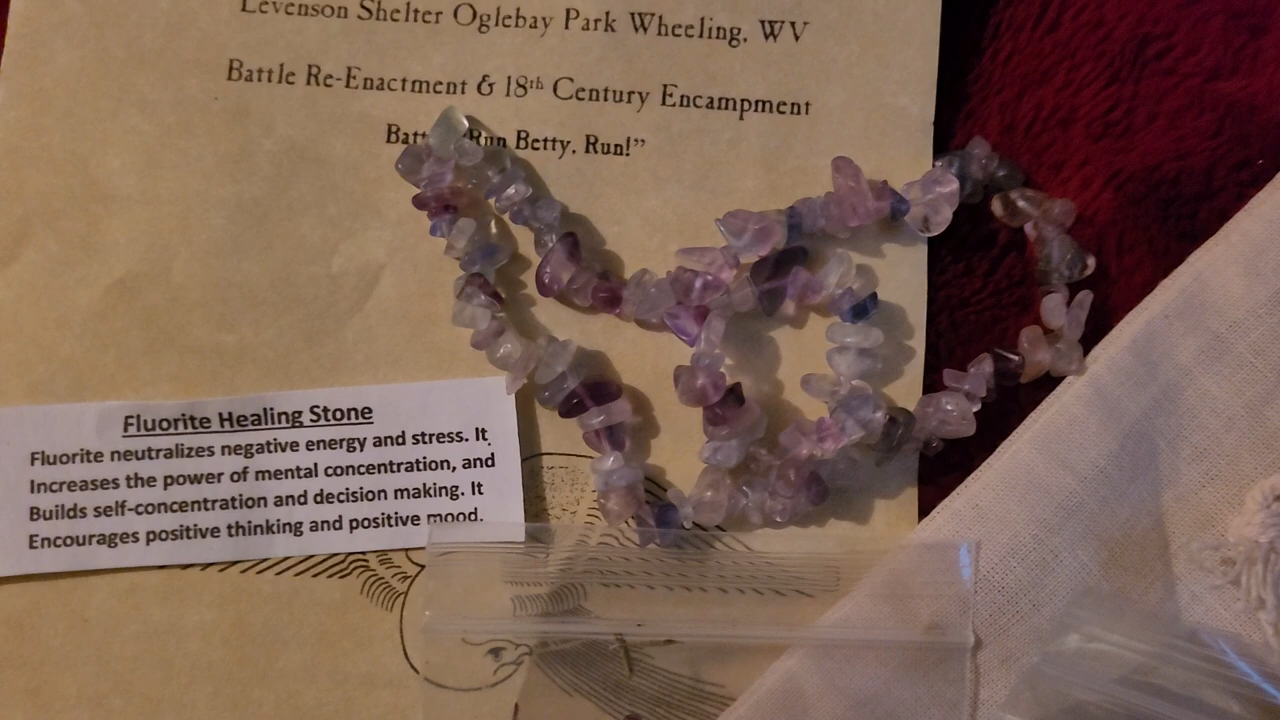 Levenson Shelter Oglebay Park Wheeling, WV
Battle Re-Enactment & 18th Century Encampment
Run Betty, Run!”
Fluorite Healing Stone
Fluorite neutralizes negative energy and stress. It
Increases the power of mental concentration, and
Builds self-concentration and decision making. It
Encourages positive thinking and positive mood.